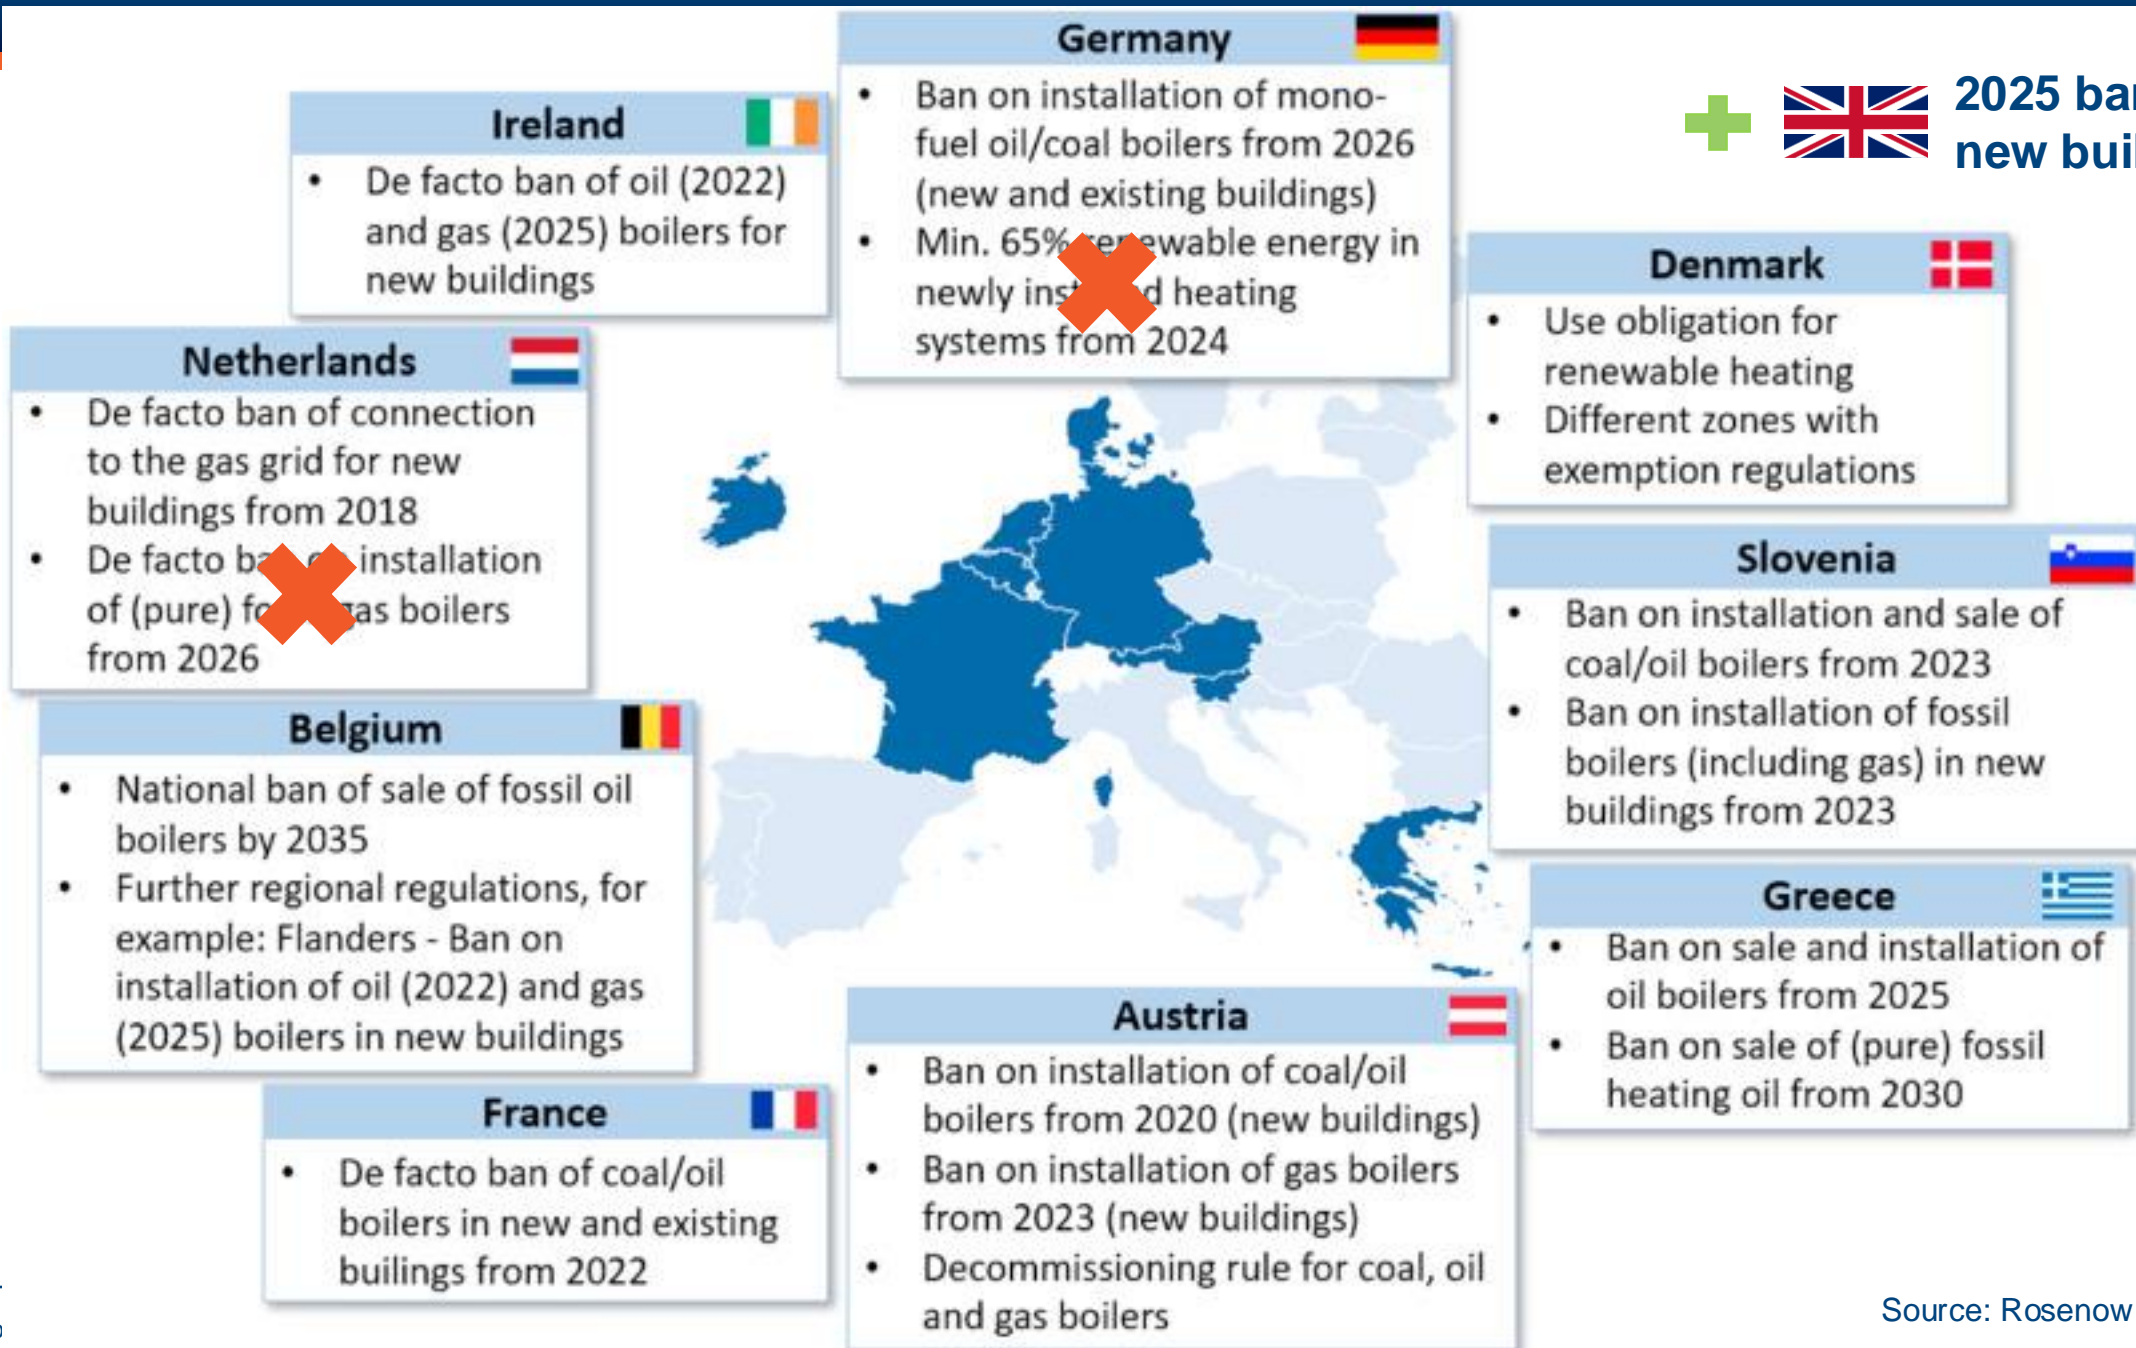 Germany
• Ban on installation of mono-
fuel oil/coal boilers from 2026
(new and existing buildings)
• Min. 65% renewable energy in
newly installed heating
systems from 2024
2025 ban
new buil
Ireland
• De facto ban of oil (2022)
and gas (2025) boilers for
new buildings
Denmark
• Use obligation for
renewable heating
• Different zones with
exemption regulations
Netherlands
• De facto ban of connection
to the gas grid for new
buildings from 2018
• De facto ban on installation
of (pure) gas boilers
from 2026
Slovenia
• Ban on installation and sale of
coal/oil boilers from 2023
• Ban on installation of fossil
boilers (including gas) in new
buildings from 2023
Belgium
• National ban of sale of fossil oil
boilers by 2035
• Further regional regulations, for
example: Flanders - Ban on
installation of oil (2022) and gas
(2025) boilers in new buildings
Greece
• Ban on sale and installation of
oil boilers from 2025
• Ban on sale of (pure) fossil
heating oil from 2030
France
• De facto ban of coal/oil
boilers in new and existing
builings from 2022
Austria
• Ban on installation of coal/oil
boilers from 2020 (new buildings)
• Ban on installation of gas boilers
from 2023 (new buildings)
• Decommissioning rule for coal, oil
and gas boilers
Source: Rosenow